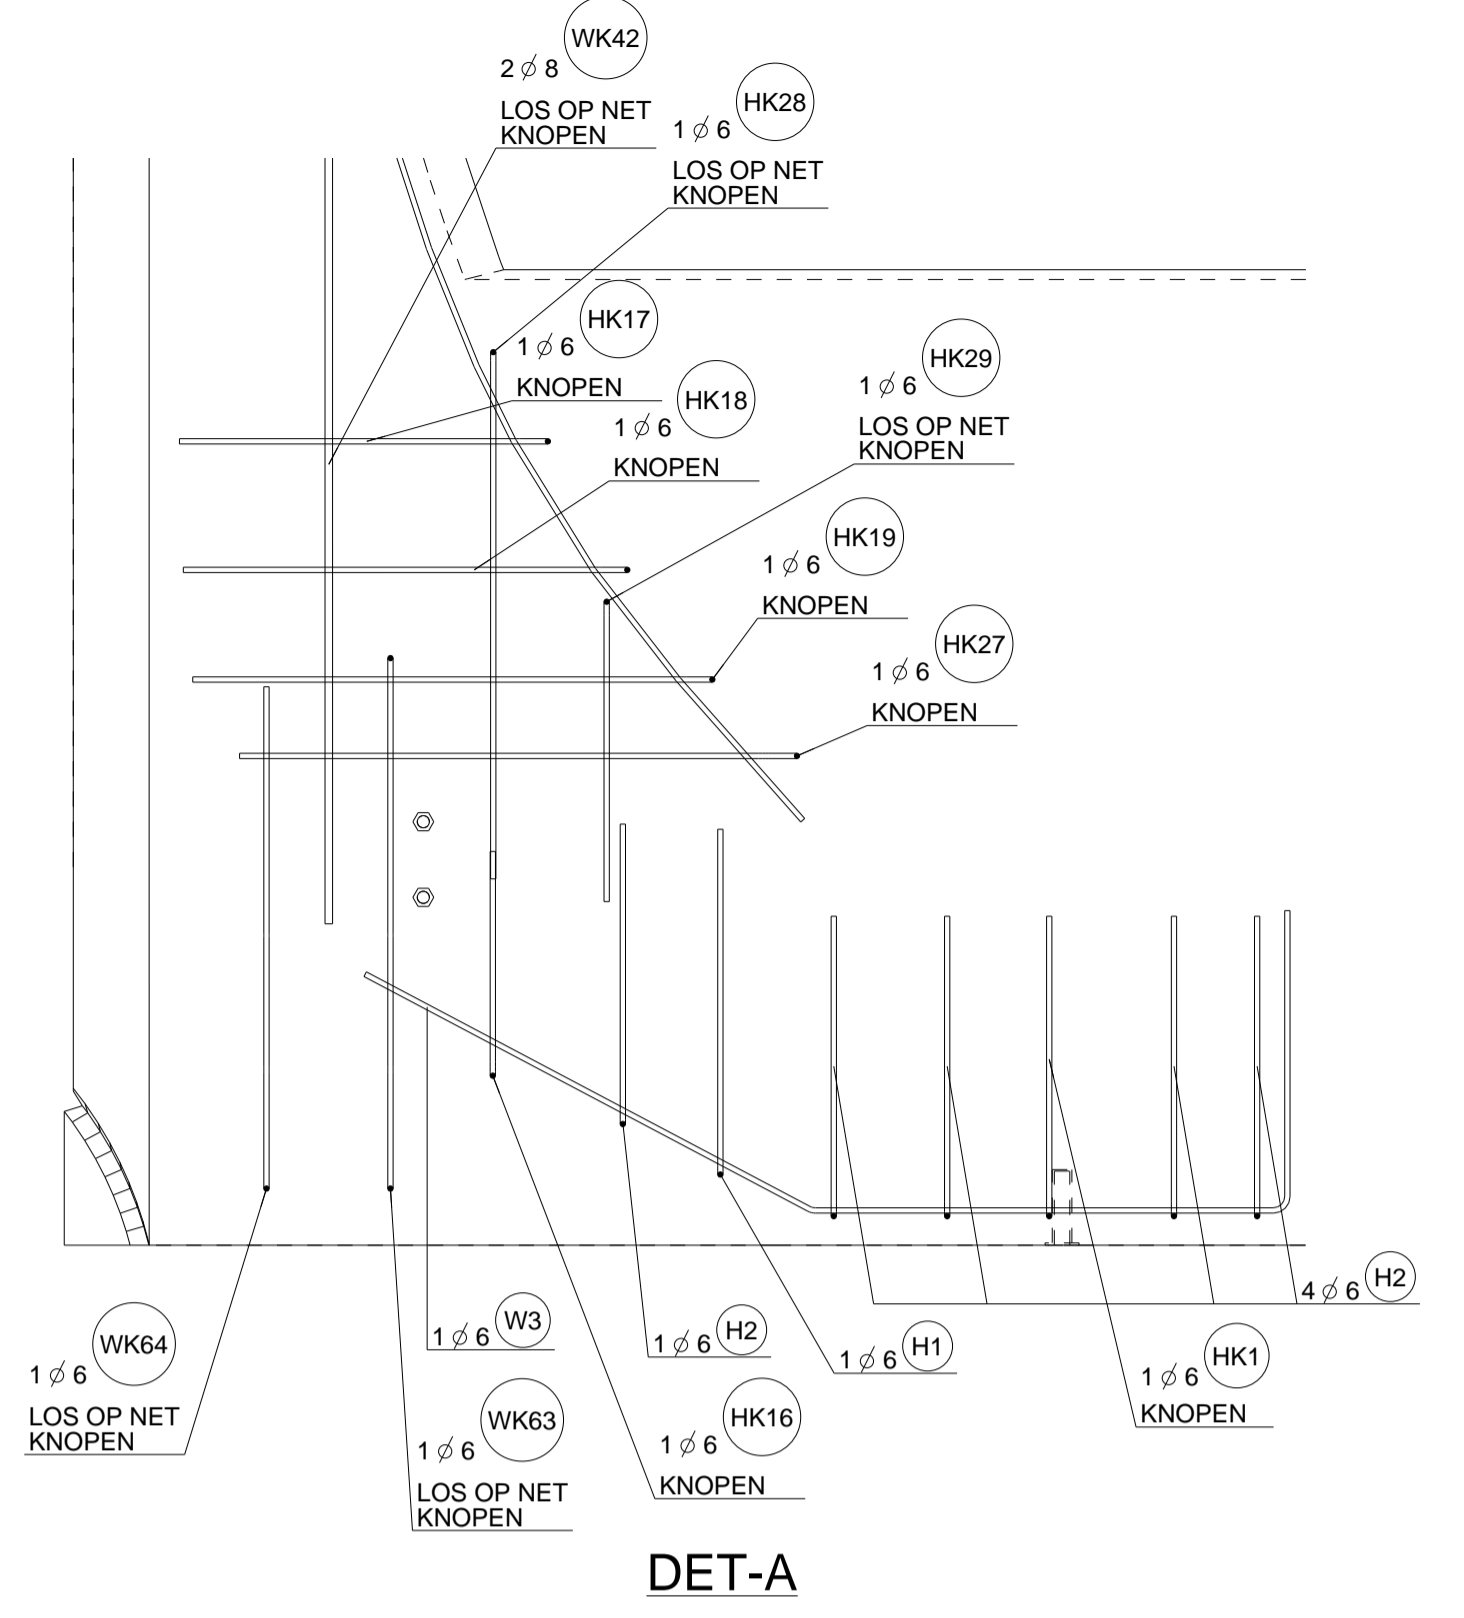 WK42
2 ⌀ 8
LOS OP NET
KNOPEN
HK28
1 ⌀ 6
LOS OP NET
KNOPEN
HK17
1 ⌀ 6
KNOPEN
HK18
1 ⌀ 6
KNOPEN
HK29
1 ⌀ 6
LOS OP NET
KNOPEN
HK19
1 ⌀ 6
KNOPEN
HK27
1 ⌀ 6
KNOPEN
4 ⌀ 6 H2
1 ⌀ 6 W3
1 ⌀ 6 H2
1 ⌀ 6 H1
HK1
1 ⌀ 6
KNOPEN
WK64
1 ⌀ 6
LOS OP NET
KNOPEN
WK63
1 ⌀ 6
LOS OP NET
KNOPEN
HK16
1 ⌀ 6
KNOPEN
DET-A